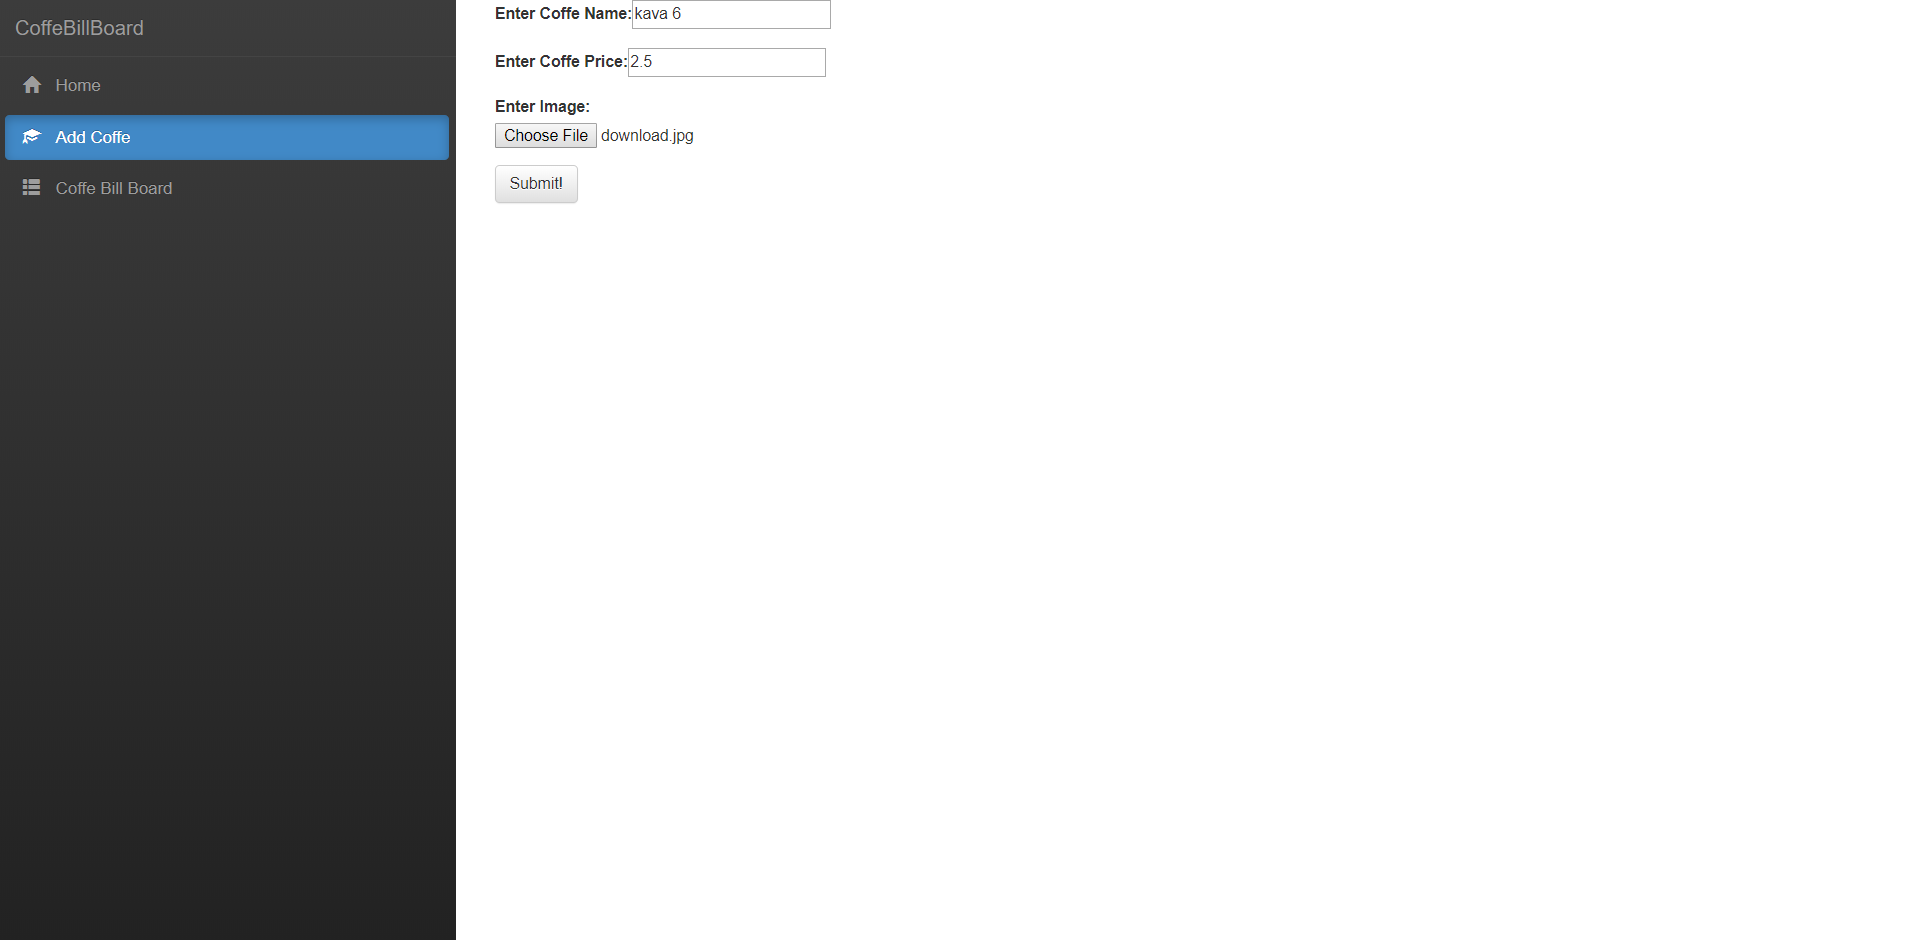 CoffeBillBoard
Home
Add Coffe
Coffe Bill Board
Enter Coffe Name: kava 6
Enter Coffe Price: 2.5
Enter Image:
Choose File download.jpg
Submit!